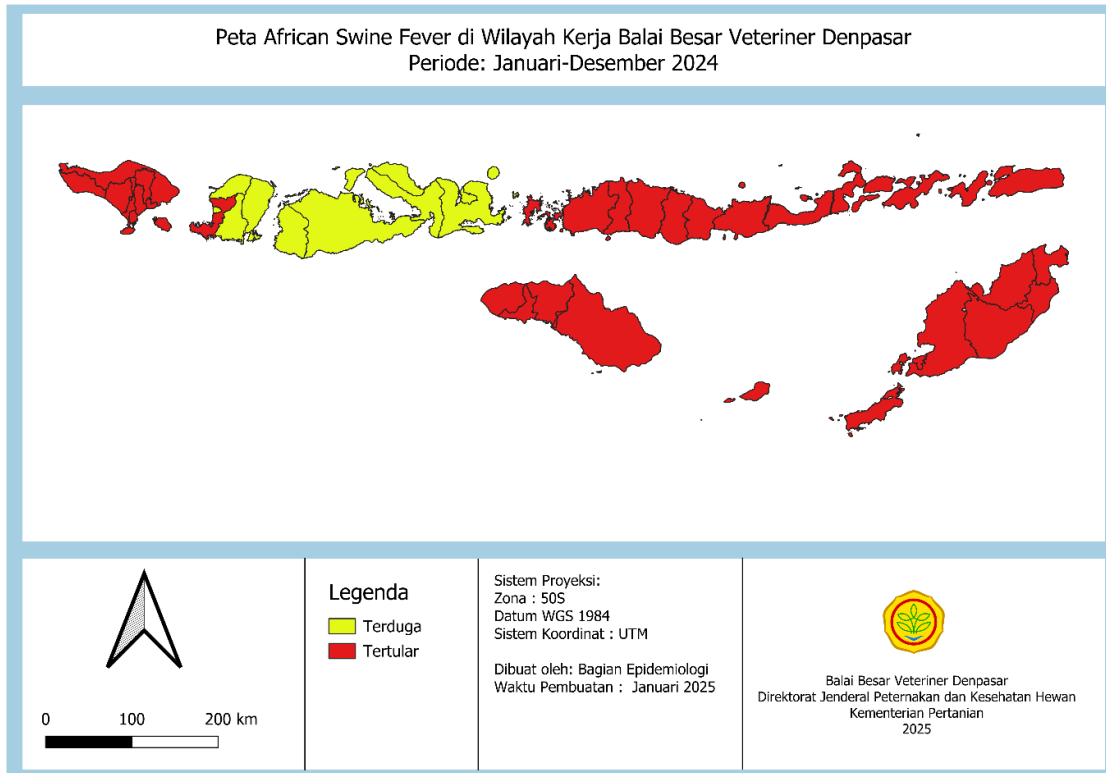 Peta African Swine Fever di Wilayah Kerja Balai Besar Veteriner Denpasar
Periode: Januari-Desember 2024
0 100 200 km
Legenda
Terduga
Tertular
Sistem Proyeksi:
Zona : 50S
Datum WGS 1984
Sistem Koordinat : UTM
Dibuat oleh: Bagian Epidemiologi
Waktu Pembuatan : Januari 2025
Balai Besar Veteriner Denpasar
Direktorat Jenderal Peternakan dan Kesehatan Hewan
Kementerian Pertanian
2025